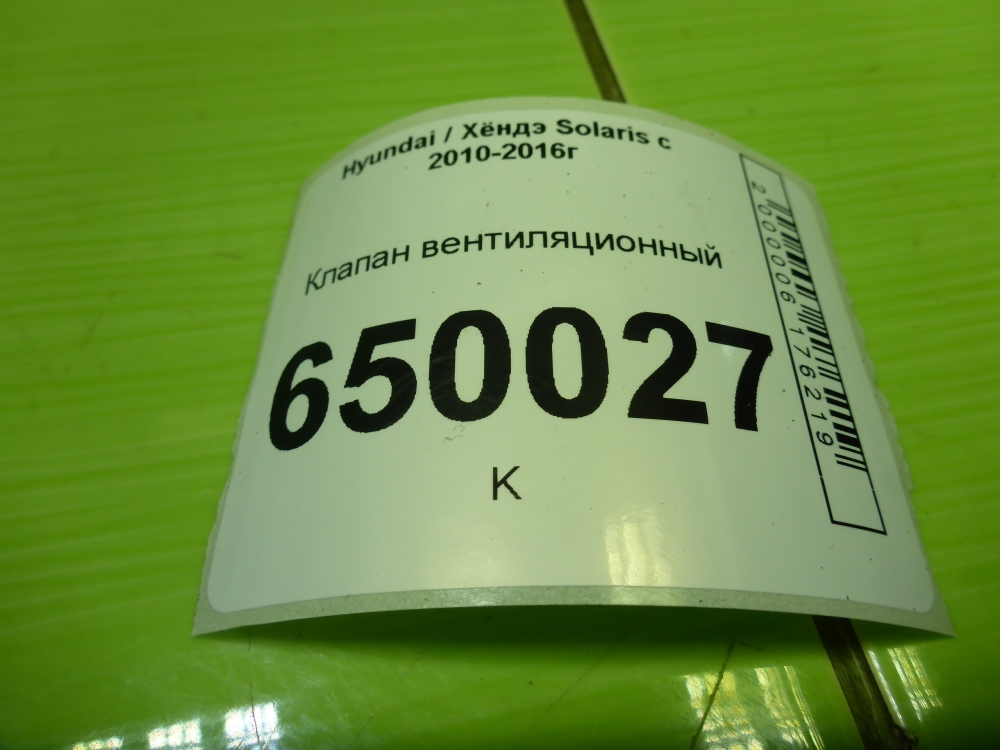 Hyundai / Хёндэ Solaris с
2010-2016г
Клапан вентиляционный
650027
К
2000006176219